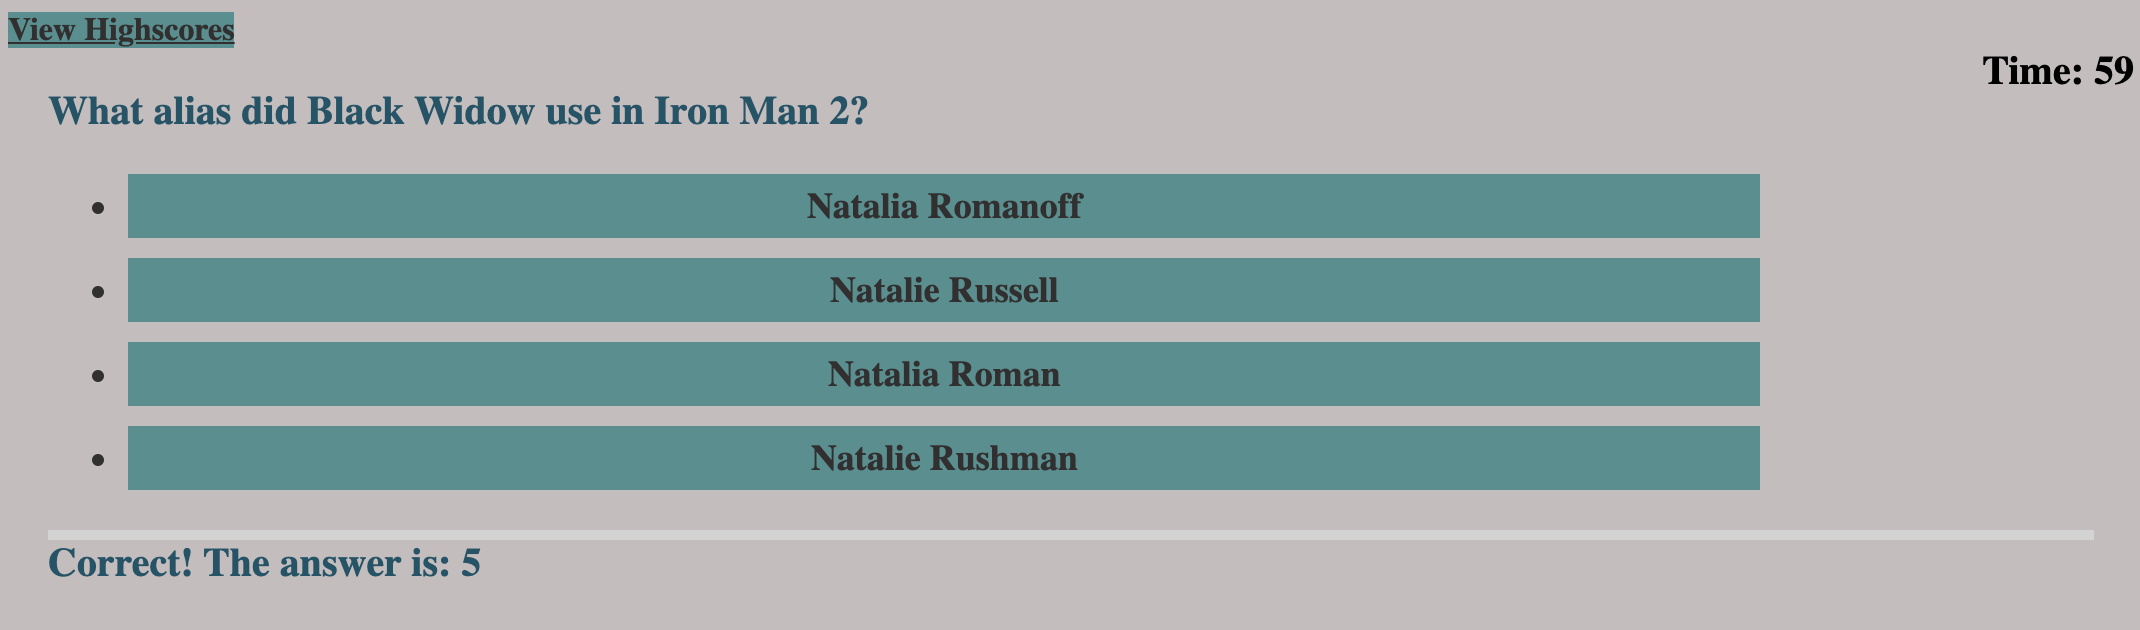 View Highscores
Time: 59
What alias did Black Widow use in Iron Man 2?
Natalia Romanoff
Natalie Russell
Natalia Roman
Natalie Rushman
Correct! The answer is: 5